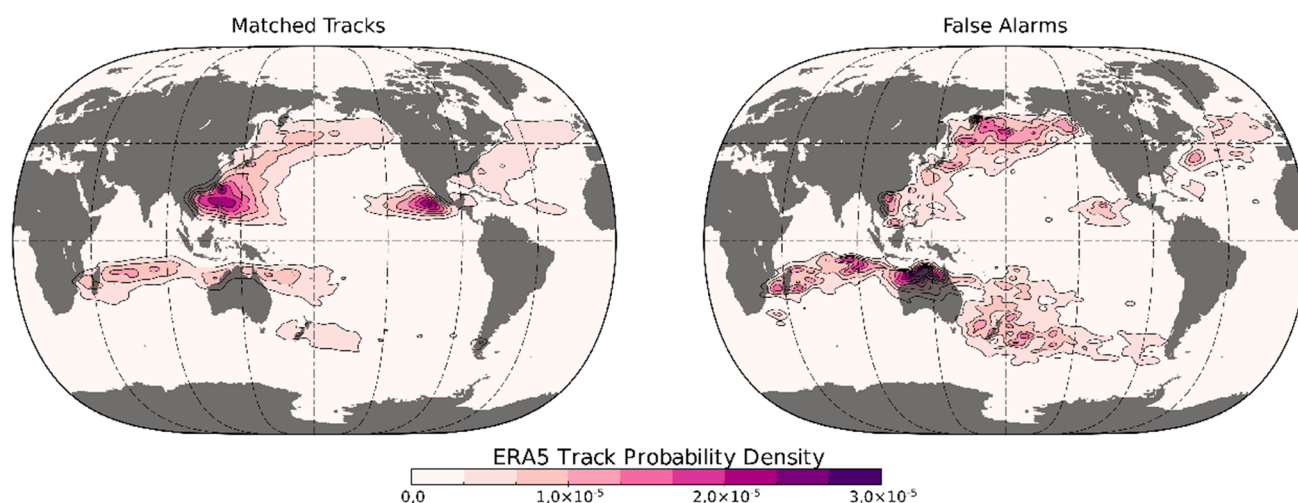 Matched Tracks
False Alarms
ERA5 Track Probability Density
0,0 1,0×10⁻⁵ 2,0×10⁻⁵ 3,0×10⁻⁵